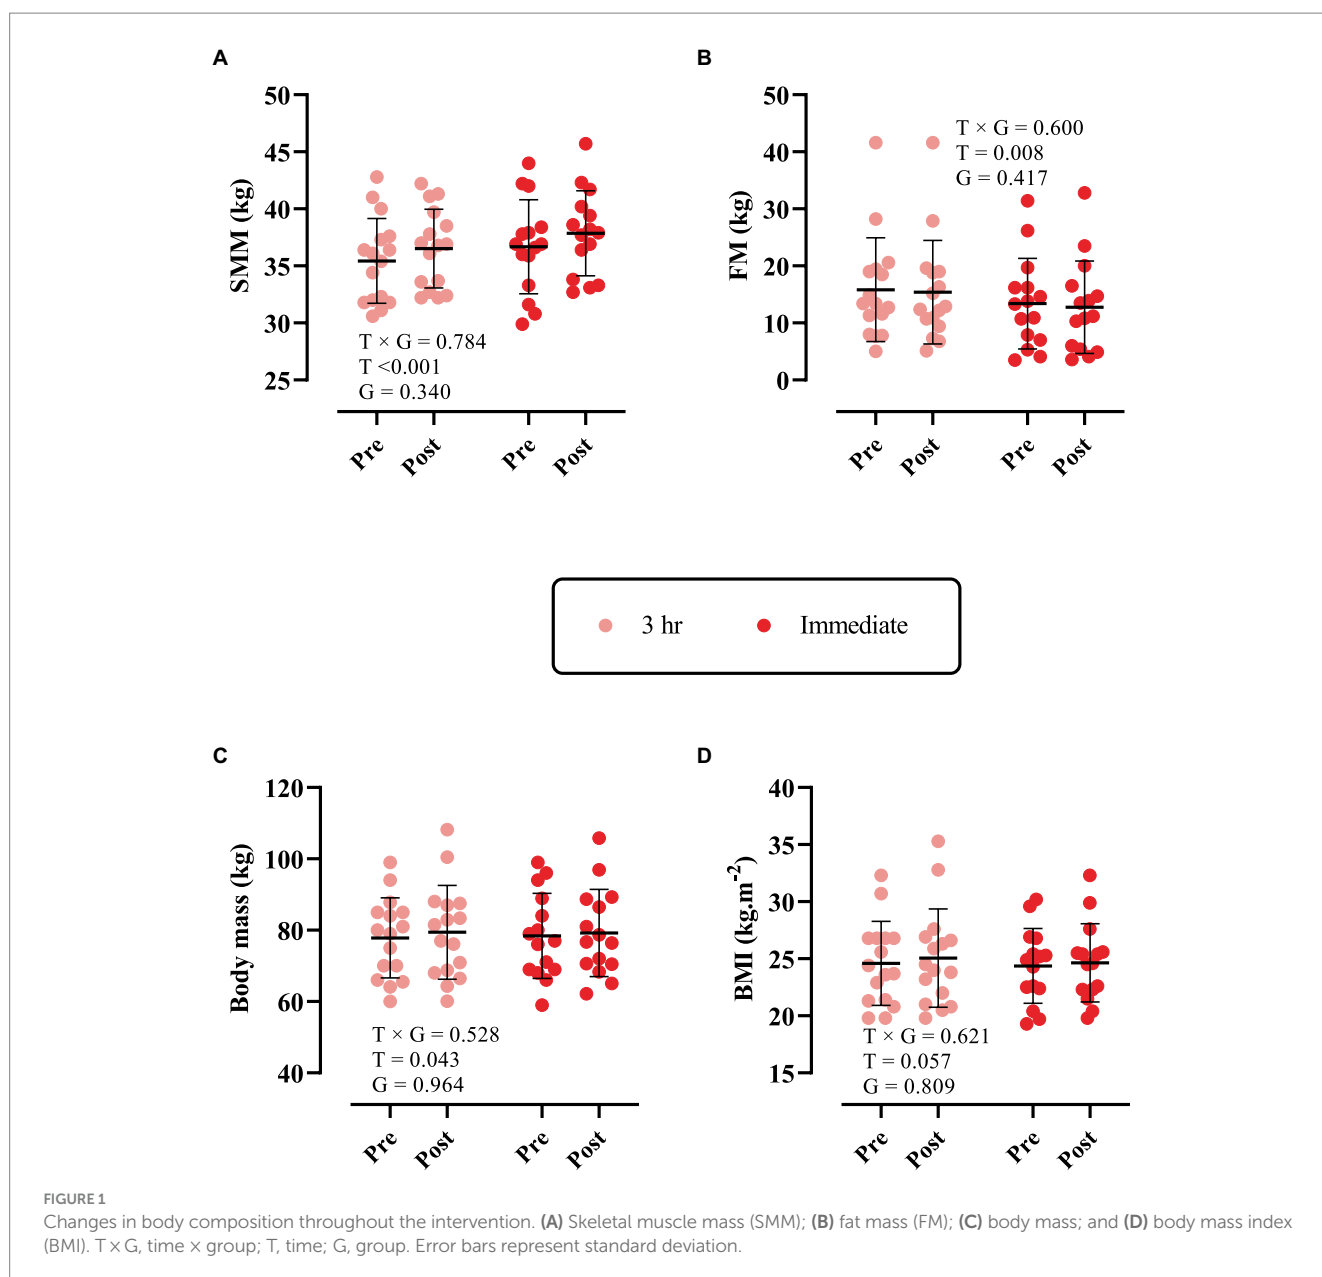 A
50
45
40
35
30
25
SMM (kg)
T × G = 0.784
T <0.001
G = 0.340
Pre
Post
Pre
Post
B
50
40
30
20
10
0
FM (kg)
T × G = 0.600
T = 0.008
G = 0.417
Pre
Post
Pre
Post
3 hr
Immediate
C
120
100
80
60
40
Body mass (kg)
T × G = 0.528
T = 0.043
G = 0.964
Pre
Post
Pre
Post
D
40
35
30
25
20
15
BMI (kg.m⁻²)
T × G = 0.621
T = 0.057
G = 0.809
Pre
Post
Pre
Post
FIGURE 1
Changes in body composition throughout the intervention. (A) Skeletal muscle mass (SMM); (B) fat mass (FM); (C) body mass; and (D) body mass index
(BMI). T × G, time × group; T, time; G, group. Error bars represent standard deviation.